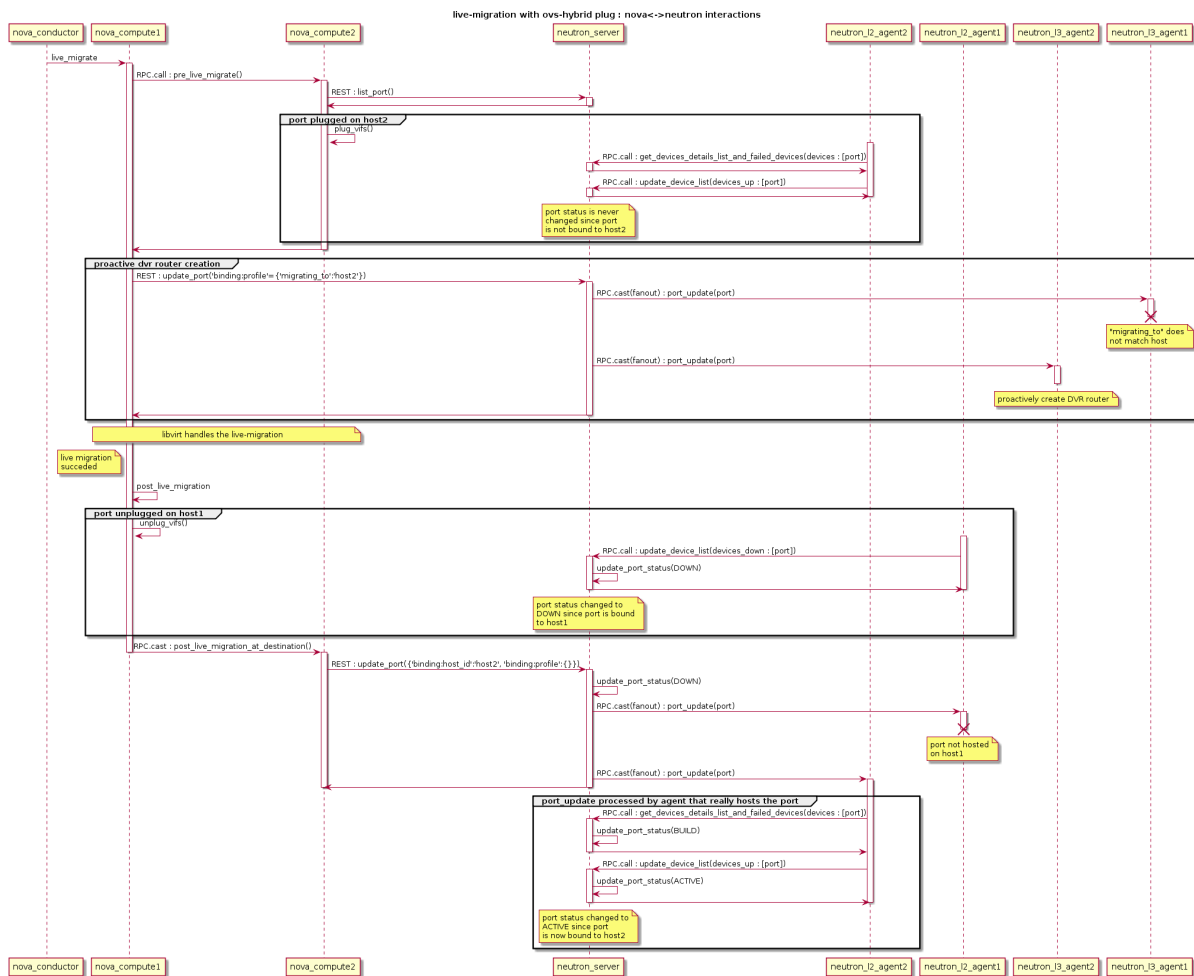 live-migration with ovs-hybrid plug : nova<->neutron interactions
nova_conductor
nova_compute1
nova_compute2
neutron_server
neutron_l2_agent2
neutron_l2_agent1
neutron_l3_agent2
neutron_l3_agent1
live_migrate
RPC.call : pre_live_migrate()
REST : list_port()
port plugged on host2
plug_vifs()
RPC.call : get_devices_details_list_and_failed_devices(devices : [port])
RPC.call : update_device_list(devices_up : [port])
port status is never
changed since port
is not bound to host2
proactive dvr router creation
REST : update_port('binding:profile'= {'migrating_to':'host2'})
RPC.cast(fanout) : port_update(port)
"migrating_to" does
not match host
RPC.cast(fanout) : port_update(port)
proactively create DVR router
libvirt handles the live-migration
live migration
succeded
post_live_migration
port unplugged on host1
unplug_vifs()
RPC.call : update_device_list(devices_down : [port])
update_port_status(DOWN)
port status changed to
DOWN since port is bound
to host1
RPC.cast : post_live_migration_at_destination()
REST : update_port({'binding:host_id':'host2', 'binding:profile':{}})
update_port_status(DOWN)
RPC.cast(fanout) : port_update(port)
port not hosted
on host1
RPC.cast(fanout) : port_update(port)
port_update processed by agent that really hosts the port
RPC.call : get_devices_details_list_and_failed_devices(devices : [port])
update_port_status(BUILD)
RPC.call : update_device_list(devices_up : [port])
update_port_status(ACTIVE)
port status changed to
ACTIVE since port
is now bound to host2
nova_conductor
nova_compute1
nova_compute2
neutron_server
neutron_l2_agent2
neutron_l2_agent1
neutron_l3_agent2
neutron_l3_agent1